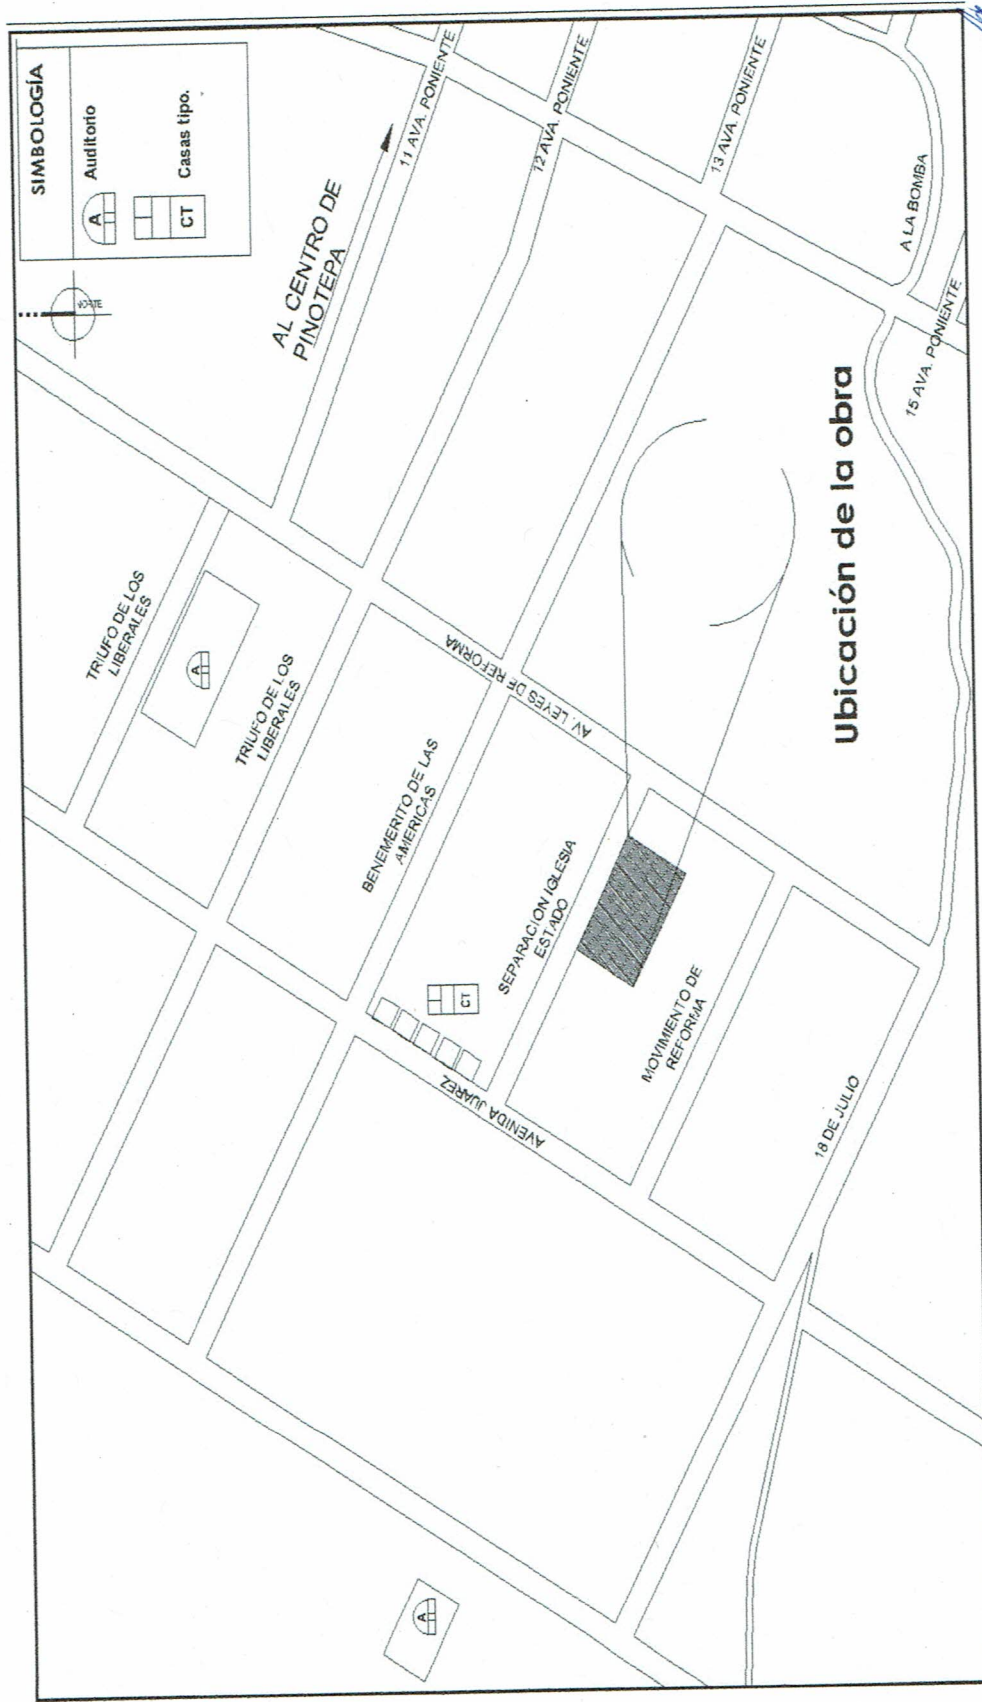 SIMBOLOGÍA
A
Auditorio
CT
Casas tipo.
NORTE
AL CENTRO DE
PINOTEPA
11 AVA. PONIENTE
12 AVA. PONIENTE
13 AVA. PONIENTE
A LA BOMBA
15 AVA. PONIENTE
TRIUFO DE LOS
LIBERALES
A
TRIUFO DE LOS
LIBERALES
AV. LEYES DE REFORMA
BENEMERITO DE LAS
AMERICAS
SEPARACION IGLESIA
ESTADO
CT
AVENIDA JUAREZ
MOVIMIENTO DE
REFORMA
18 DE JULIO
Ubicación de la obra
A